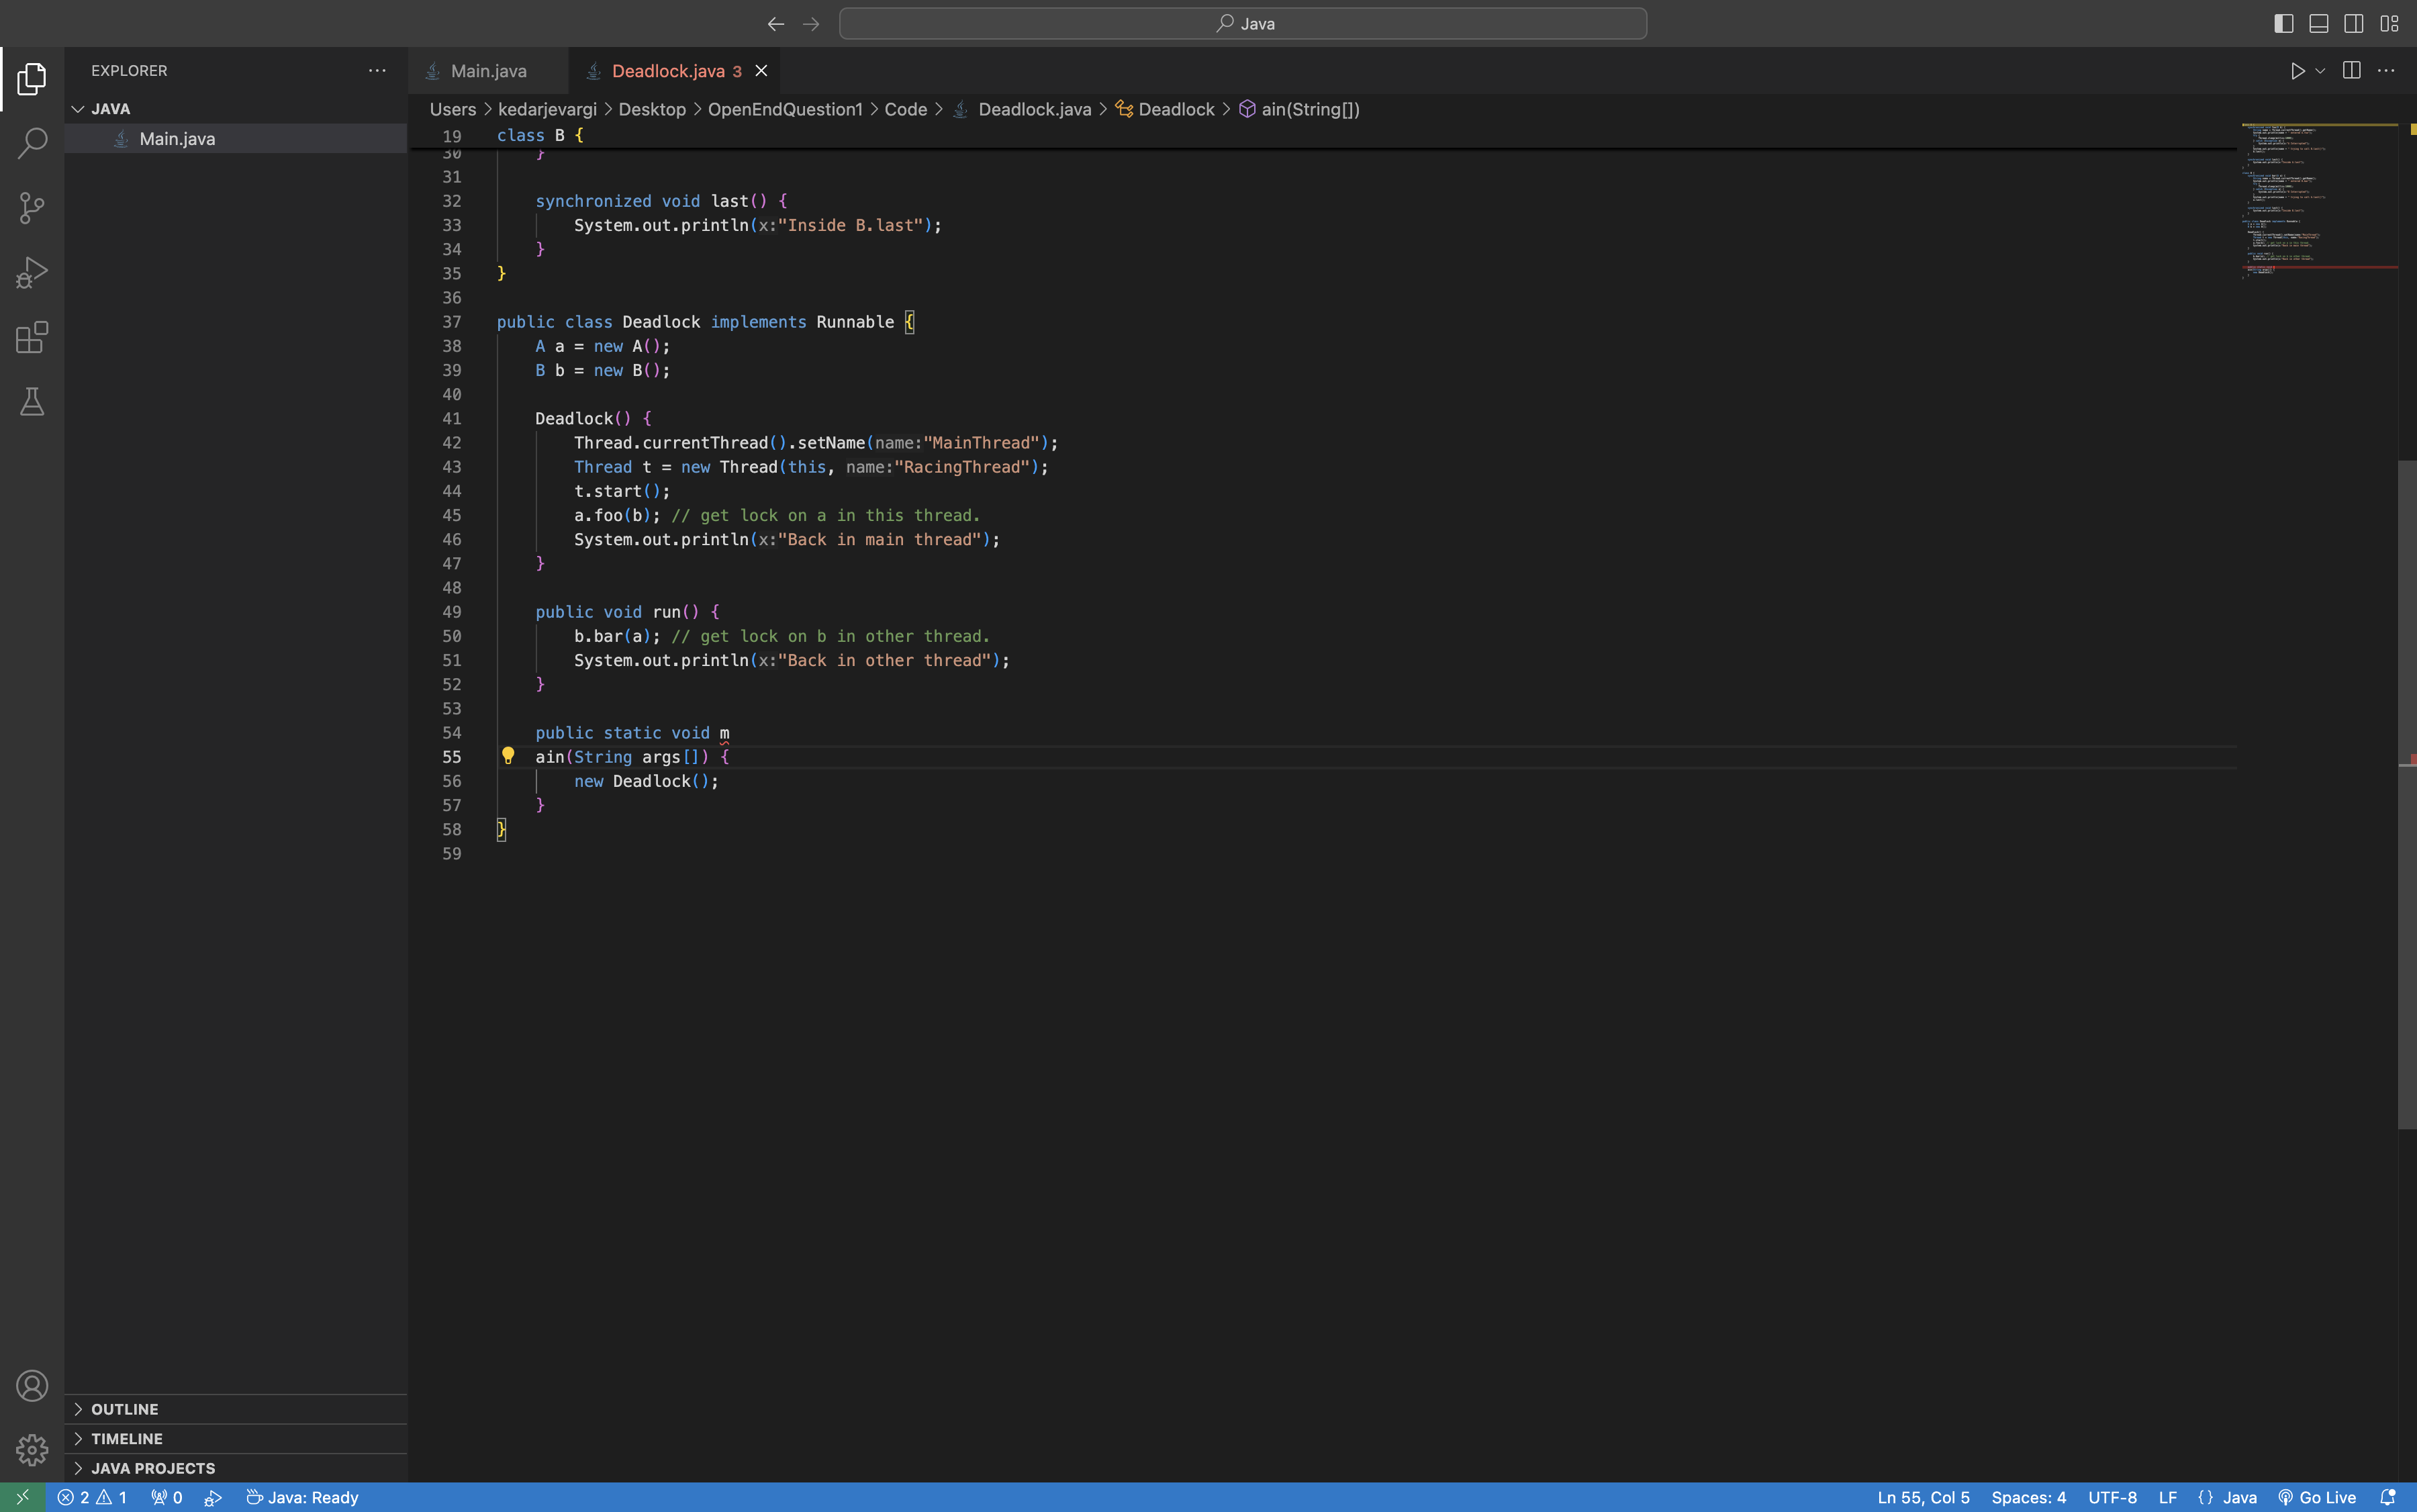 Java
EXPLORER
JAVA
Main.java
Main.java
Deadlock.java 3
Users > kedarjevargi > Desktop > OpenEndQuestion1 > Code > Deadlock.java > Deadlock > ain(String[])
19 class B {
30 }
31
32 synchronized void last() {
33 System.out.println(x:"Inside B.last");
34 }
35 }
36
37 public class Deadlock implements Runnable {
38 A a = new A();
39 B b = new B();
40
41 Deadlock() {
42 Thread.currentThread().setName(name:"MainThread");
43 Thread t = new Thread(this, name:"RacingThread");
44 t.start();
45 a.foo(b); // get lock on a in this thread.
46 System.out.println(x:"Back in main thread");
47 }
48
49 public void run() {
50 b.bar(a); // get lock on b in other thread.
51 System.out.println(x:"Back in other thread");
52 }
53
54 public static void m
55 ain(String args[]) {
56 new Deadlock();
57 }
58 }
59
OUTLINE
TIMELINE
JAVA PROJECTS
2 1 0 Java: Ready Ln 55, Col 5 Spaces: 4 UTF-8 LF {} Java Go Live